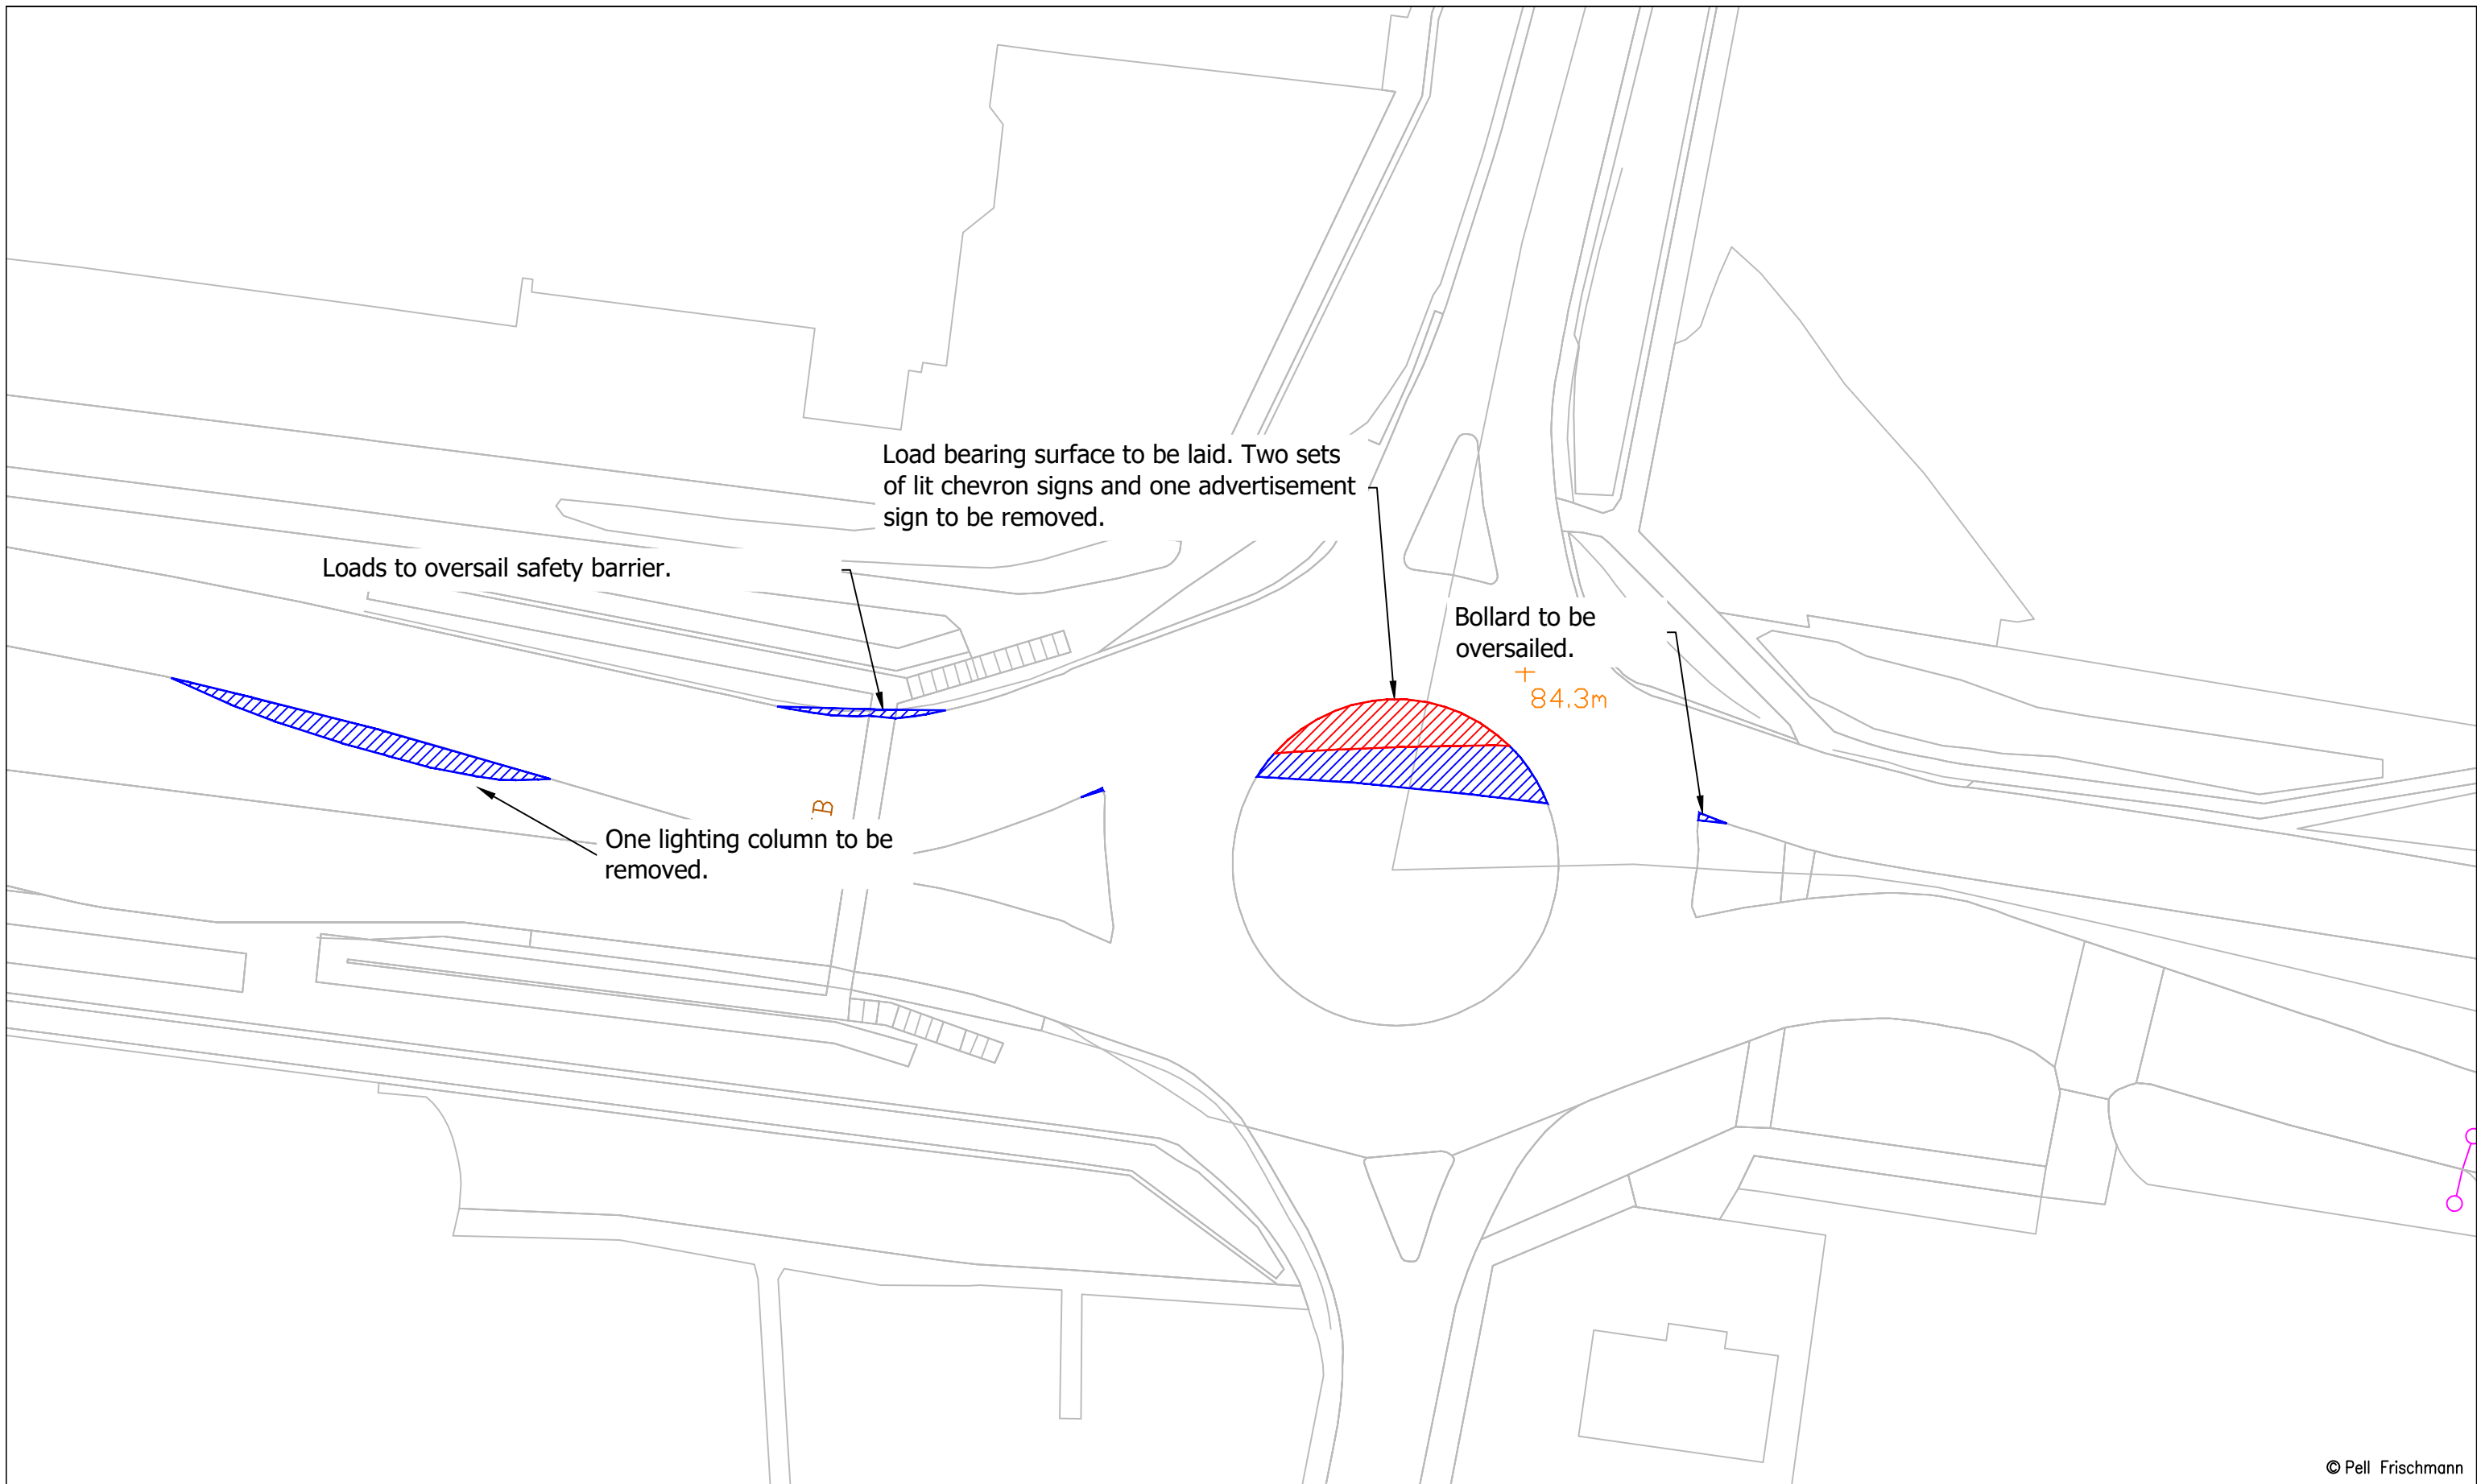 Load bearing surface to be laid. Two sets
of lit chevron signs and one advertisement
sign to be removed.
Loads to oversail safety barrier.
Bollard to be
oversailed.
84.3m
B
One lighting column to be
removed.
© Pell Frischmann